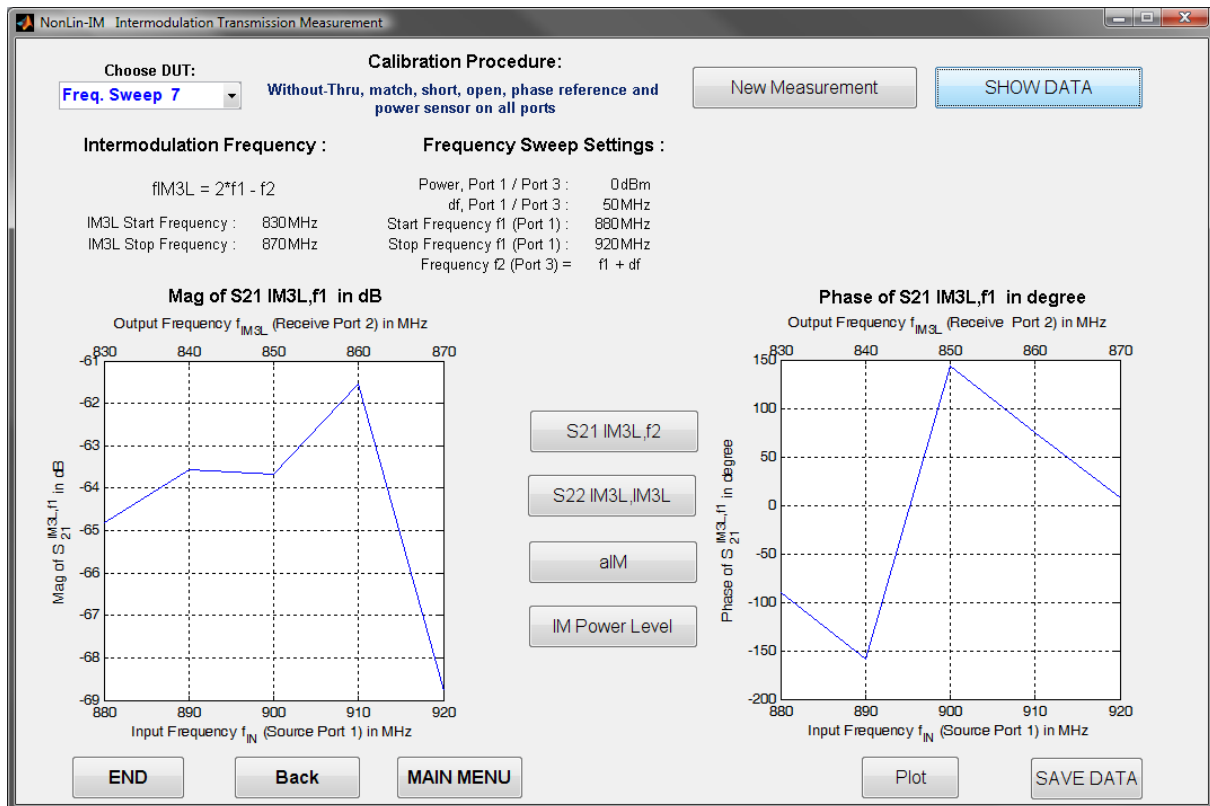 NonLin-IM Intermodulation Transmission Measurement
Choose DUT:
Freq. Sweep 7
Calibration Procedure:
Without-Thru, match, short, open, phase reference and
power sensor on all ports
New Measurement
SHOW DATA
Intermodulation Frequency :
fIM3L = 2*f1 - f2
IM3L Start Frequency : 830MHz
IM3L Stop Frequency : 870MHz
Frequency Sweep Settings :
Power, Port 1 / Port 3 : 0dBm
df, Port 1 / Port 3 : 50MHz
Start Frequency f1 (Port 1) : 880MHz
Stop Frequency f1 (Port 1) : 920MHz
Frequency f2 (Port 3) = f1 + df
Mag of S21 IM3L,f1 in dB
Output Frequency fIM3L (Receive Port 2) in MHz
830 840 850 860 870
-61
-62
-63
-64
-65
-66
-67
-68
-69
Mag of S21 IM3L,f1 in dB
880 890 900 910 920
Input Frequency fIN (Source Port 1) in MHz
S21 IM3L,f2
S22 IM3L,IM3L
aIM
IM Power Level
Phase of S21 IM3L,f1 in degree
Output Frequency fIM3L (Receive Port 2) in MHz
830 840 850 860 870
150
100
50
0
-50
-100
-150
-200
Phase of S21 IM3L,f1 in degree
880 890 900 910 920
Input Frequency fIN (Source Port 1) in MHz
END
Back
MAIN MENU
Plot
SAVE DATA